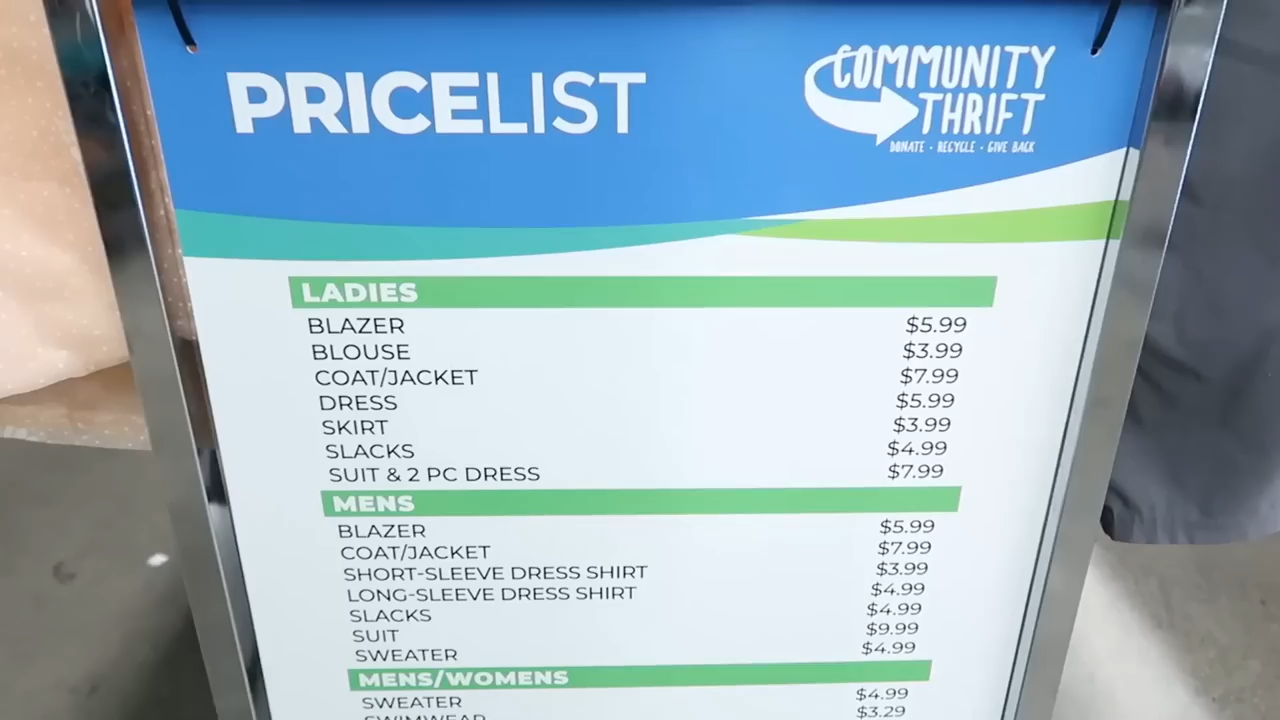 PRICELIST
COMMUNITY
THRIFT
DONATE · RECYCLE · GIVE BACK
LADIES
BLAZER $5.99
BLOUSE $3.99
COAT/JACKET $7.99
DRESS $5.99
SKIRT $3.99
SLACKS $4.99
SUIT & 2 PC DRESS $7.99
MENS
BLAZER $5.99
COAT/JACKET $7.99
SHORT-SLEEVE DRESS SHIRT $3.99
LONG-SLEEVE DRESS SHIRT $4.99
SLACKS $4.99
SUIT $9.99
SWEATER $4.99
MENS/WOMENS
SWEATER $4.99
SWIMWEAR $3.29